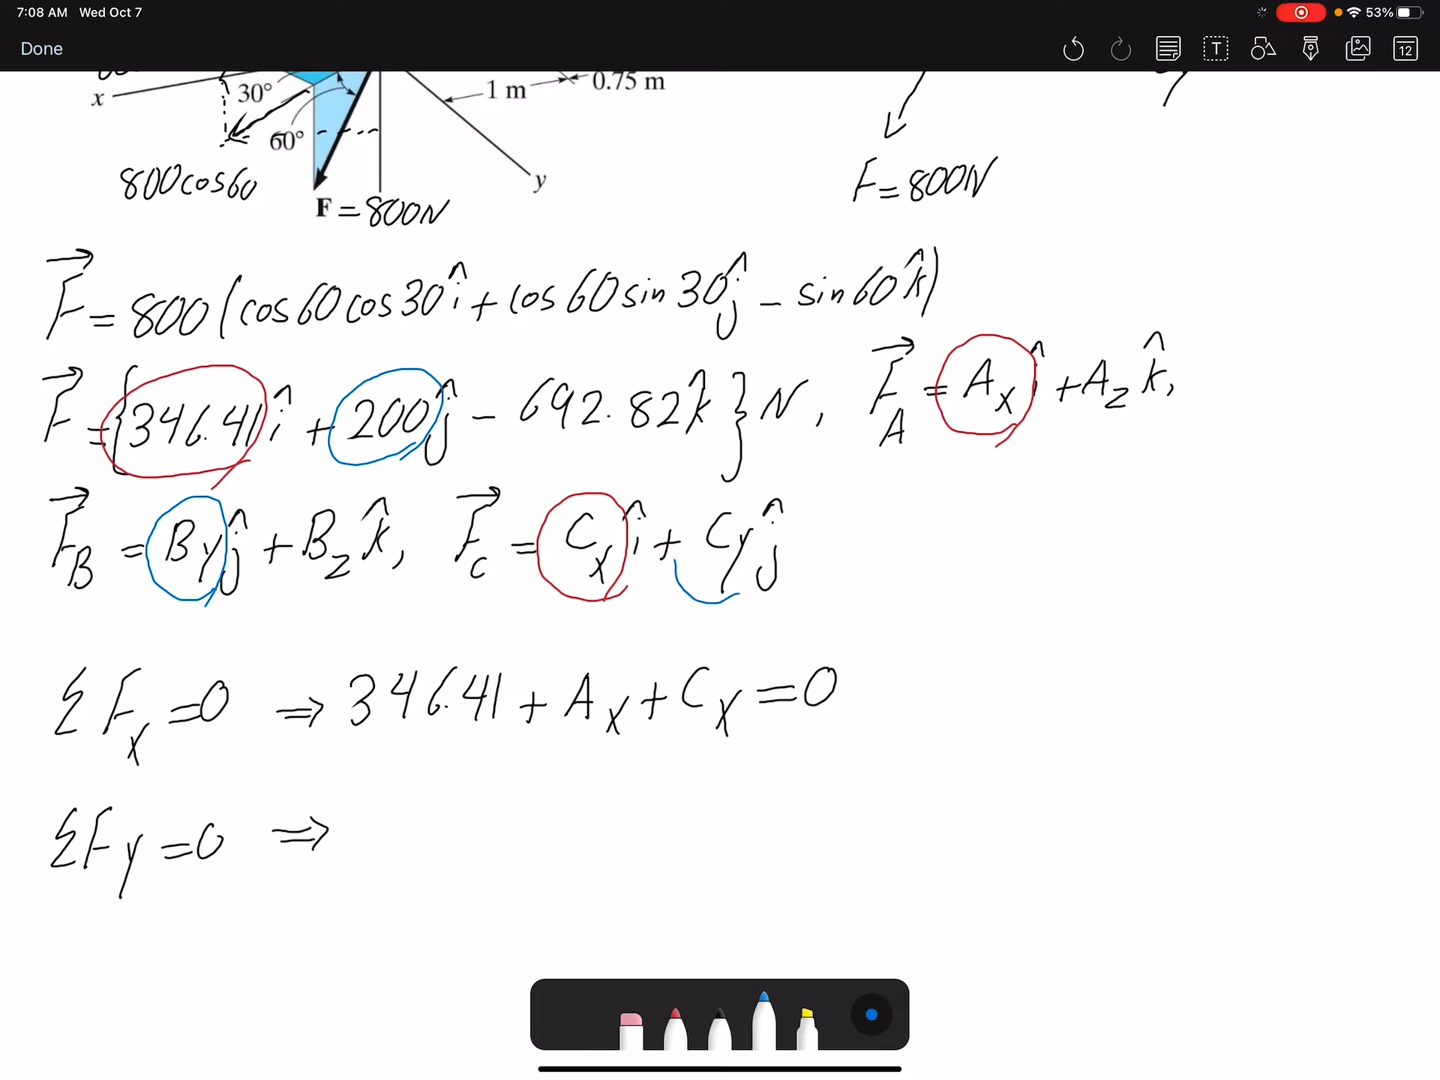 7:08 AM Wed Oct 7 53%
Done T 12
x 30° 1 m 0.75 m
60°
800cos60 y F = 800N
F = 800N
F = 800 (cos60 cos30 î + cos60 sin30 ĵ − sin60 k̂)
F = {346.41 î + 200 ĵ − 692.82 k̂} N, F_A = A_x î + A_z k̂,
F_B = B_y ĵ + B_z k̂, F_C = C_x î + C_y ĵ
ΣF_x = 0 ⇒ 346.41 + A_x + C_x = 0
ΣF_y = 0 ⇒